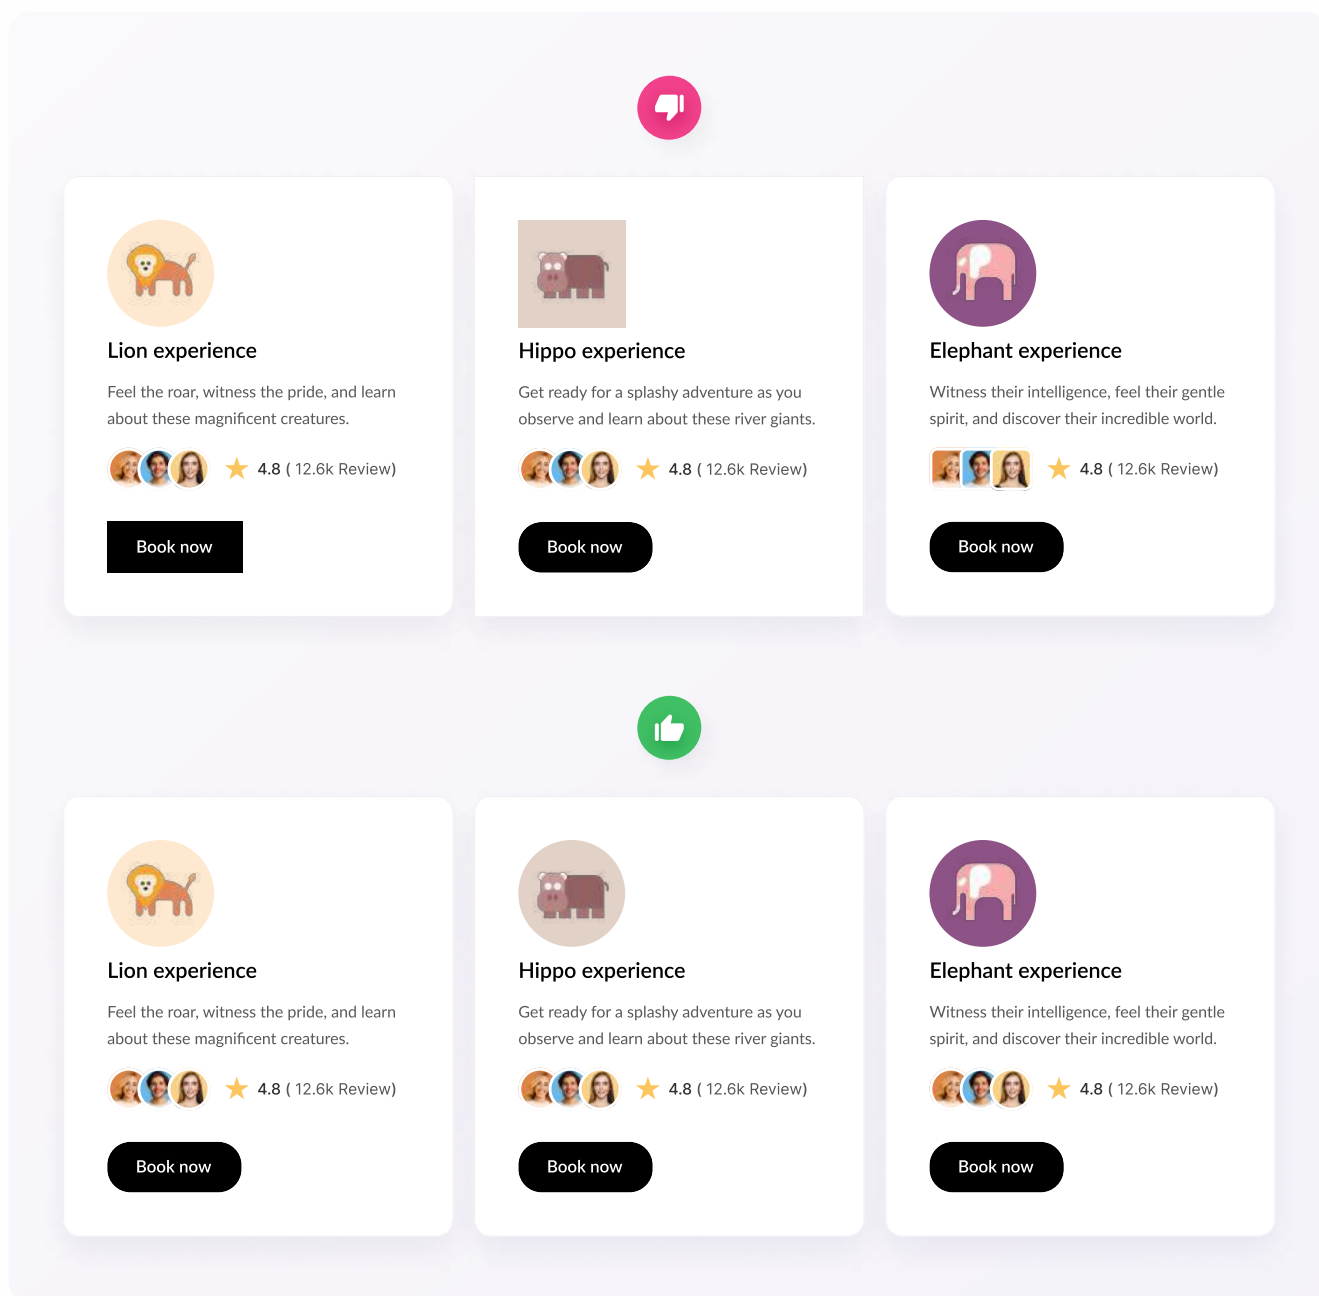 Lion experience
Feel the roar, witness the pride, and learn
about these magnificent creatures.
4.8 ( 12.6k Review)
Book now
Hippo experience
Get ready for a splashy adventure as you
observe and learn about these river giants.
4.8 ( 12.6k Review)
Book now
Elephant experience
Witness their intelligence, feel their gentle
spirit, and discover their incredible world.
4.8 ( 12.6k Review)
Book now
Lion experience
Feel the roar, witness the pride, and learn
about these magnificent creatures.
4.8 ( 12.6k Review)
Book now
Hippo experience
Get ready for a splashy adventure as you
observe and learn about these river giants.
4.8 ( 12.6k Review)
Book now
Elephant experience
Witness their intelligence, feel their gentle
spirit, and discover their incredible world.
4.8 ( 12.6k Review)
Book now